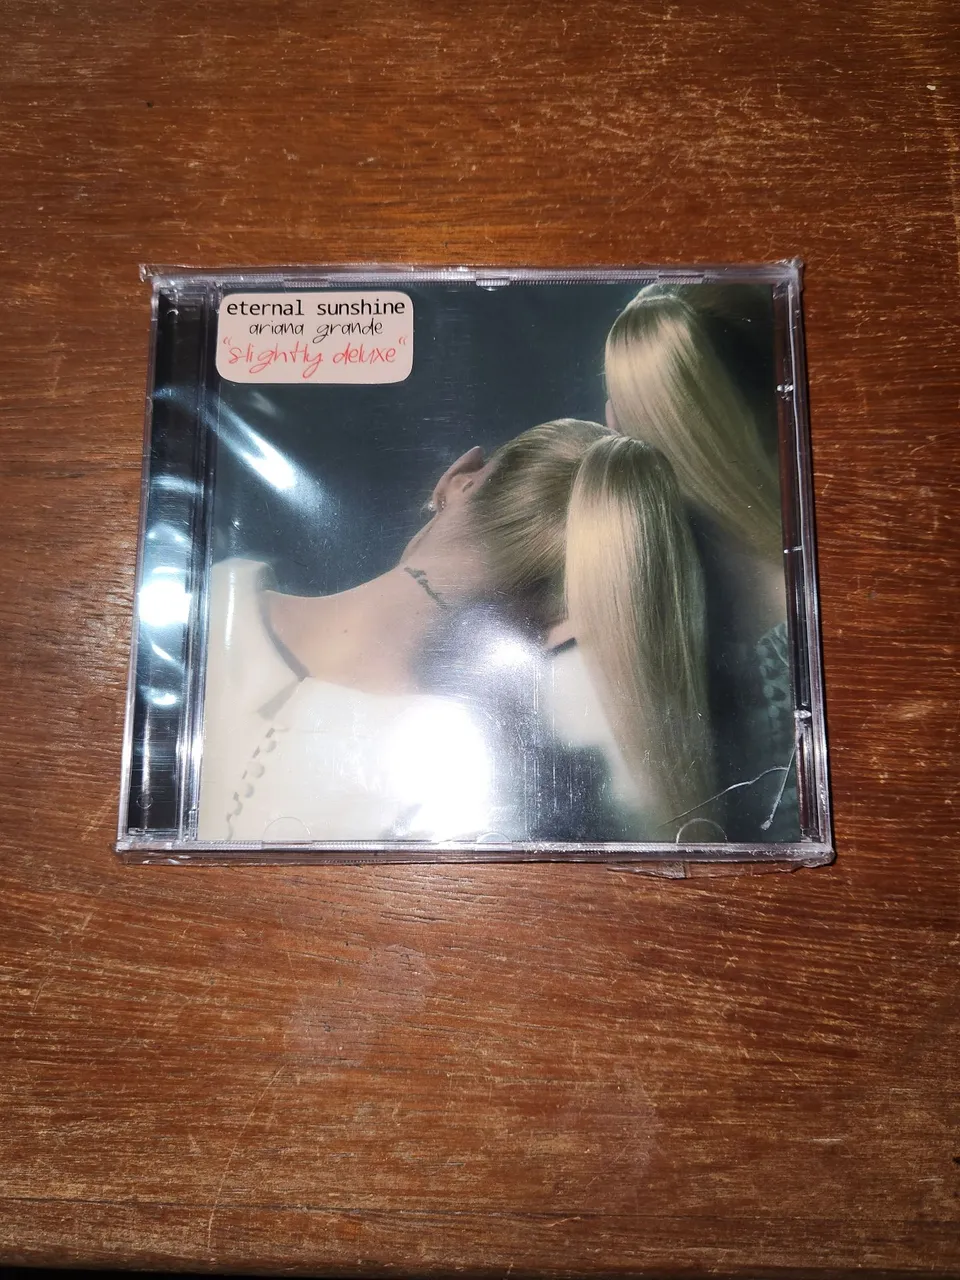 eternal sunshine
ariana grande
“slightly deluxe“